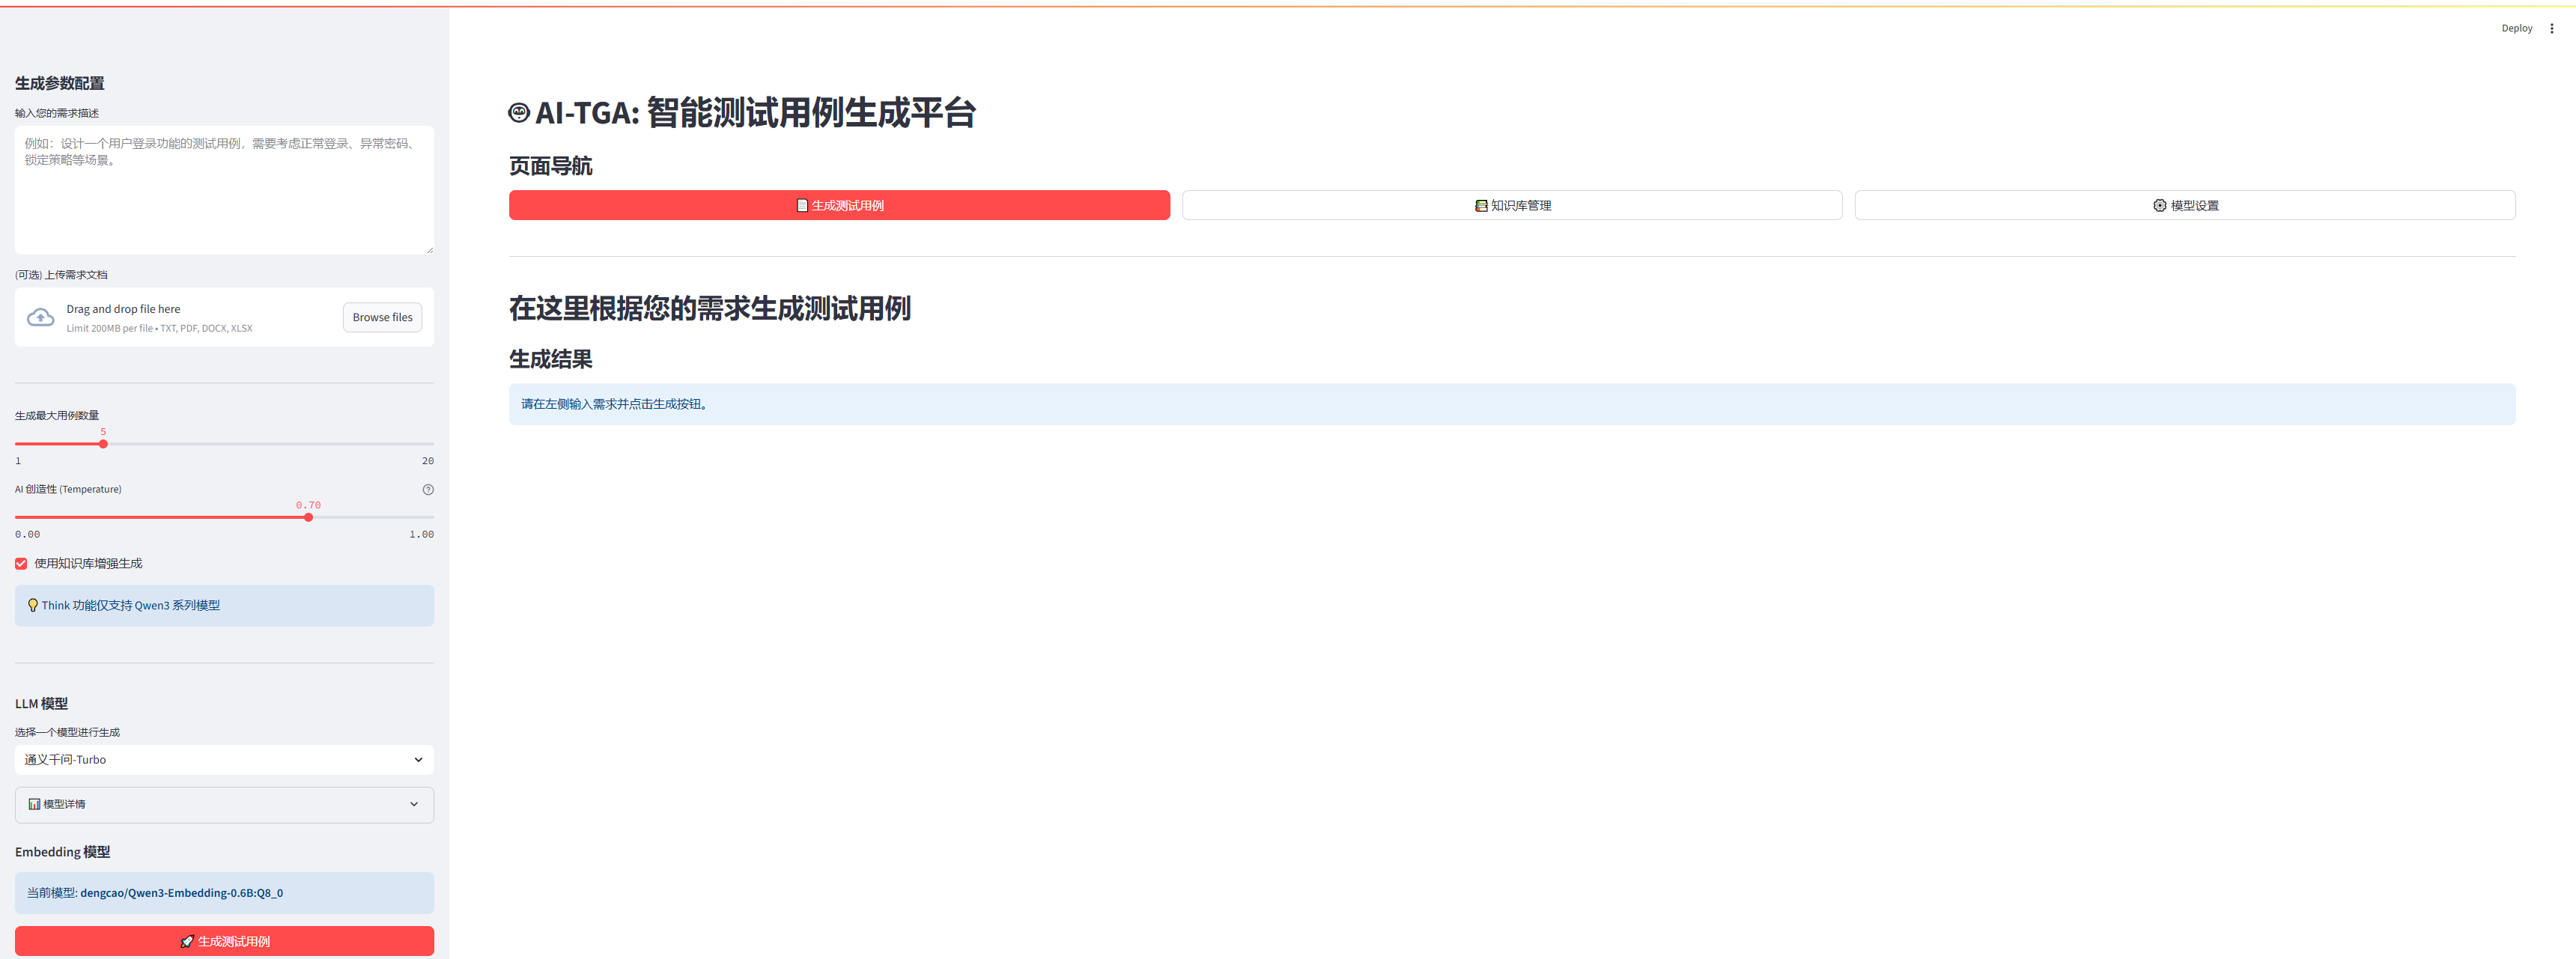 Deploy
生成参数配置
输入您的需求描述
例如：设计一个用户登录功能的测试用例，需要考虑正常登录、异常密码、
锁定策略等场景。
(可选) 上传需求文档
Drag and drop file here
Limit 200MB per file • TXT, PDF, DOCX, XLSX
Browse files
生成最大用例数量
5
1
20
AI 创造性 (Temperature)
0.70
0.00
1.00
使用知识库增强生成
💡 Think 功能仅支持 Qwen3 系列模型
LLM 模型
选择一个模型进行生成
通义千问-Turbo
📊 模型详情
Embedding 模型
当前模型: dengcao/Qwen3-Embedding-0.6B:Q8_0
🚀 生成测试用例
🤖 AI-TGA: 智能测试用例生成平台
页面导航
📄 生成测试用例
📚 知识库管理
⚙️ 模型设置
在这里根据您的需求生成测试用例
生成结果
请在左侧输入需求并点击生成按钮。